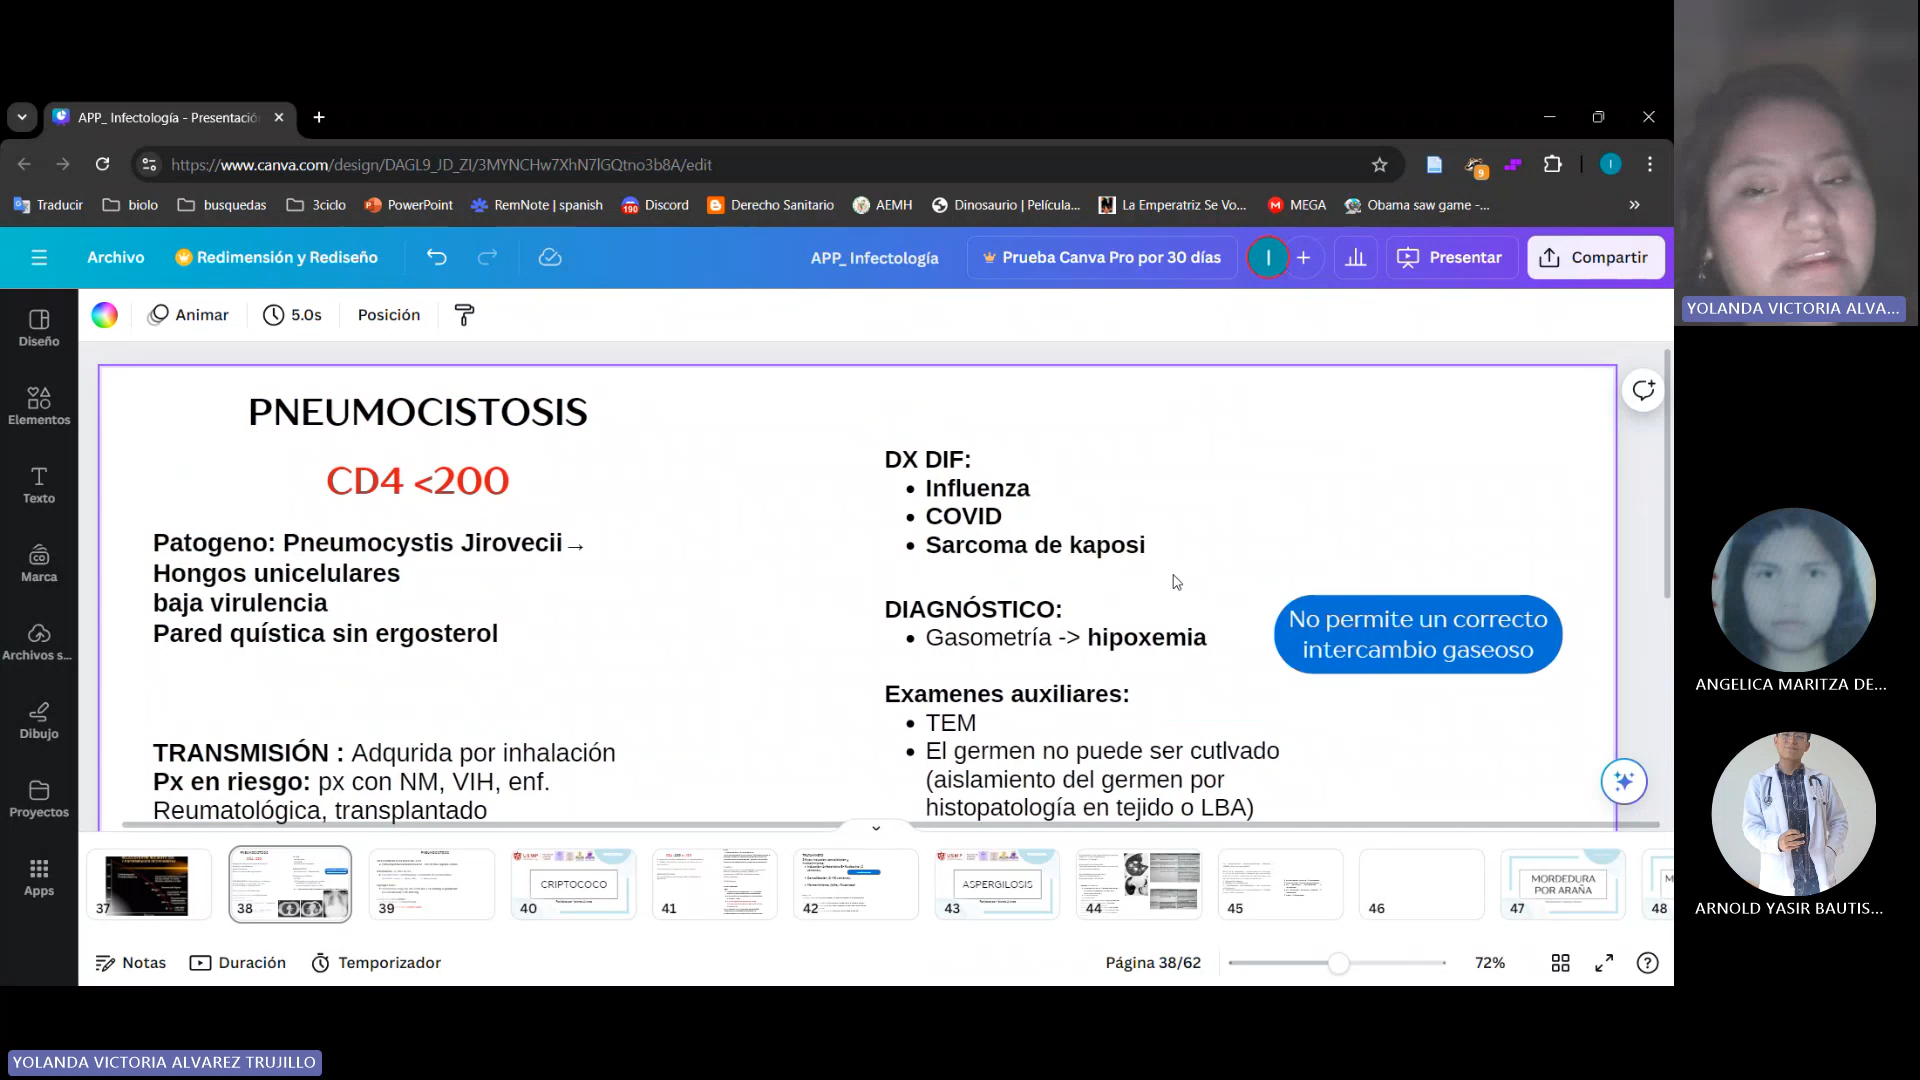 APP_ Infectología - Presentació
https://www.canva.com/design/DAGL9_JD_ZI/3MYNCHw7XhN7lGQtno3b8A/edit
9
I
Traducir
biolo
busquedas
3ciclo
PowerPoint
RemNote | spanish
190
Discord
Derecho Sanitario
AEMH
Dinosaurio | Película...
La Emperatriz Se Vo...
MEGA
Obama saw game -...
Archivo
Redimensión y Rediseño
APP_ Infectología
Prueba Canva Pro por 30 días
I
Presentar
Compartir
Animar
5.0s
Posición
Diseño
Elementos
Texto
Marca
Archivos s...
Dibujo
Proyectos
Apps
PNEUMOCISTOSIS
CD4 <200
Patogeno: Pneumocystis Jirovecii→
Hongos unicelulares
baja virulencia
Pared quística sin ergosterol
TRANSMISIÓN : Adqurida por inhalación
Px en riesgo: px con NM, VIH, enf.
Reumatológica, transplantado
DX DIF:
• Influenza
• COVID
• Sarcoma de kaposi
DIAGNÓSTICO:
• Gasometría -> hipoxemia
No permite un correcto
intercambio gaseoso
Examenes auxiliares:
• TEM
• El germen no puede ser cutlvado
(aislamiento del germen por
histopatología en tejido o LBA)
37
38
39
CRIPTOCOCO
40
41
42
ASPERGILOSIS
43
44
45
46
MORDEDURA
POR ARAÑA
47
48
Notas
Duración
Temporizador
Página 38/62
72%
YOLANDA VICTORIA ALVA...
ANGELICA MARITZA DE...
ARNOLD YASIR BAUTIS...
YOLANDA VICTORIA ALVAREZ TRUJILLO